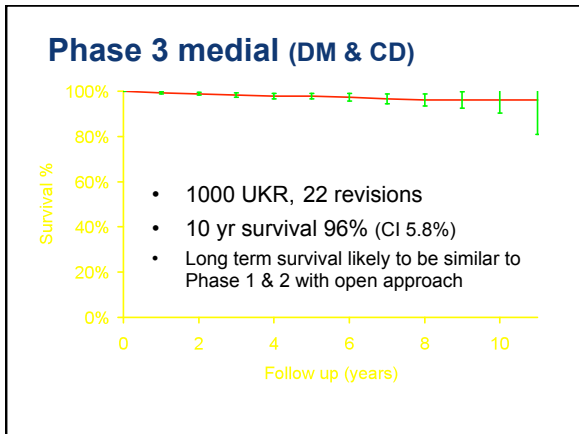 Phase 3 medial (DM & CD)
100%
80%
60%
40%
20%
0%
Survival %
• 1000 UKR, 22 revisions
• 10 yr survival 96% (CI 5.8%)
• Long term survival likely to be similar to
Phase 1 & 2 with open approach
0 2 4 6 8 10
Follow up (years)